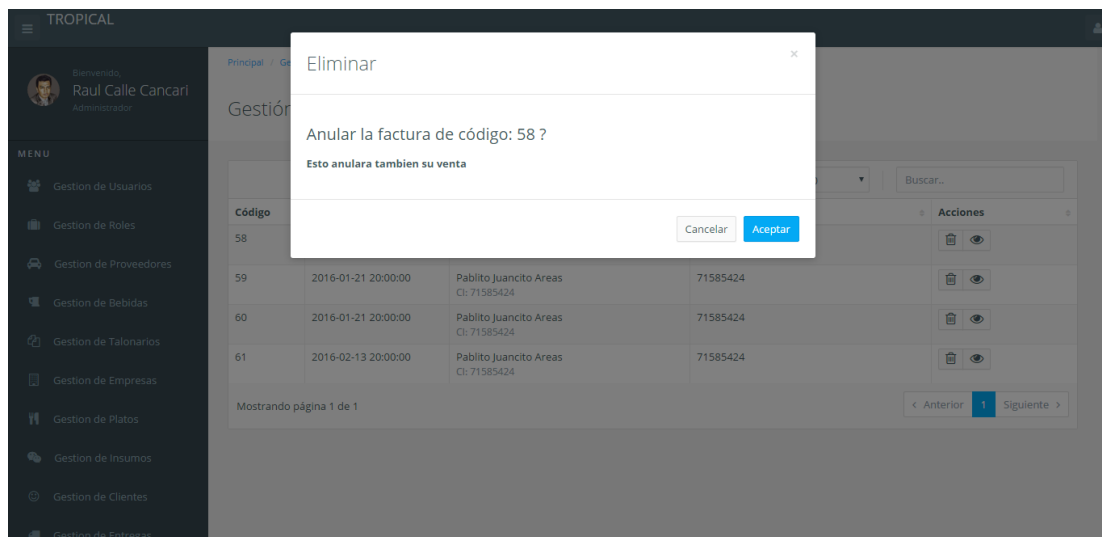 TROPICAL
Bienvenido,
Raul Calle Cancari
Administrador
MENU
Gestion de Usuarios
Gestion de Roles
Gestion de Proveedores
Gestion de Bebidas
Gestion de Talonarios
Gestion de Empresas
Gestion de Platos
Gestion de Insumos
Gestion de Clientes
Gestion de Entregas
Principal / Ge
Gestión
Eliminar
×
Anular la factura de código: 58 ?
Esto anulara tambien su venta
Cancelar Aceptar
Buscar..
Código Acciones
58
59 2016-01-21 20:00:00 Pablito Juancito Areas 71585424
CI: 71585424
60 2016-01-21 20:00:00 Pablito Juancito Areas 71585424
CI: 71585424
61 2016-02-13 20:00:00 Pablito Juancito Areas 71585424
CI: 71585424
Mostrando página 1 de 1
< Anterior 1 Siguiente >